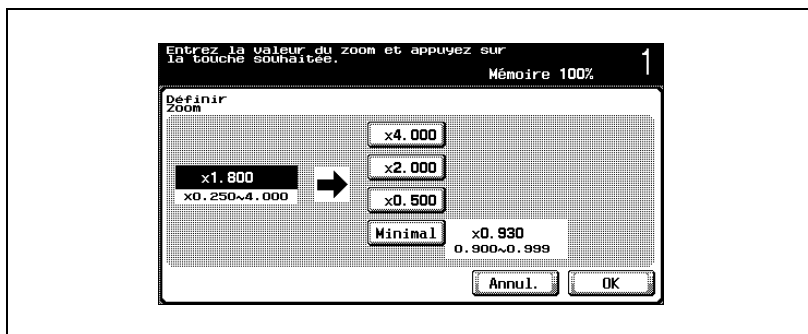 Entrez la valeur du zoom et appuyez sur
la touche souhaitée.
Mémoire 100%
1
Définir
Zoom
x4.000
x2.000
x1.800
x0.250~4.000
x0.500
Minimal
x0.930
0.900~0.999
Annul.
OK